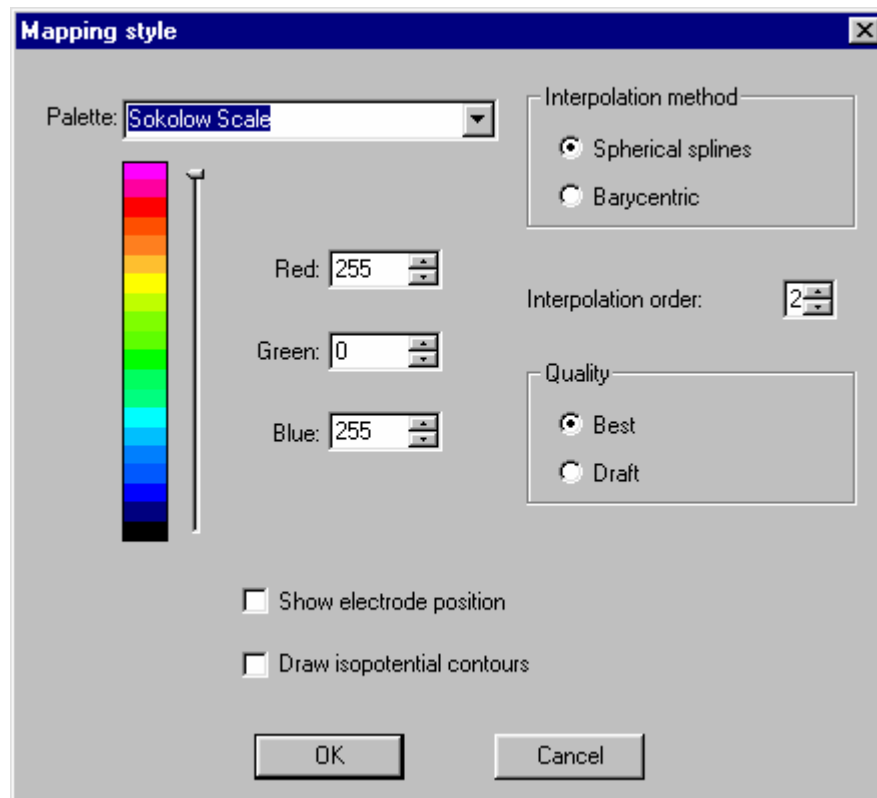 Mapping style
Palette: Sokolow Scale
Interpolation method
Spherical splines
Barycentric
Red: 255
Interpolation order: 2
Green: 0
Quality
Blue: 255
Best
Draft
Show electrode position
Draw isopotential contours
OK
Cancel